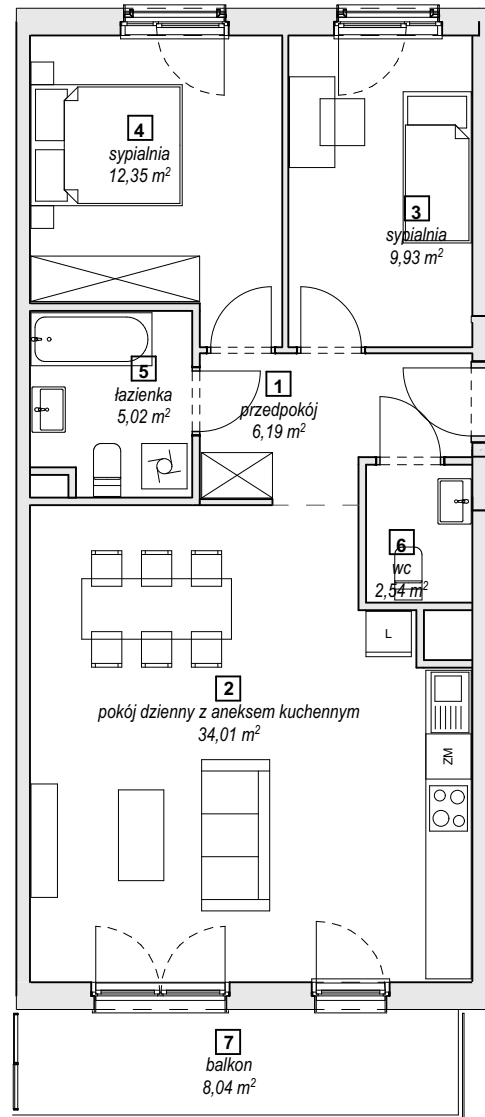 4
sypialnia
12,35 m²
3
sypialnia
9,93 m²
5
łazienka
5,02 m²
1
przedpokój
6,19 m²
6
wc
2,54 m²
L
2
pokój dzienny z aneksem kuchennym
34,01 m²
ZM
7
balkon
8,04 m²